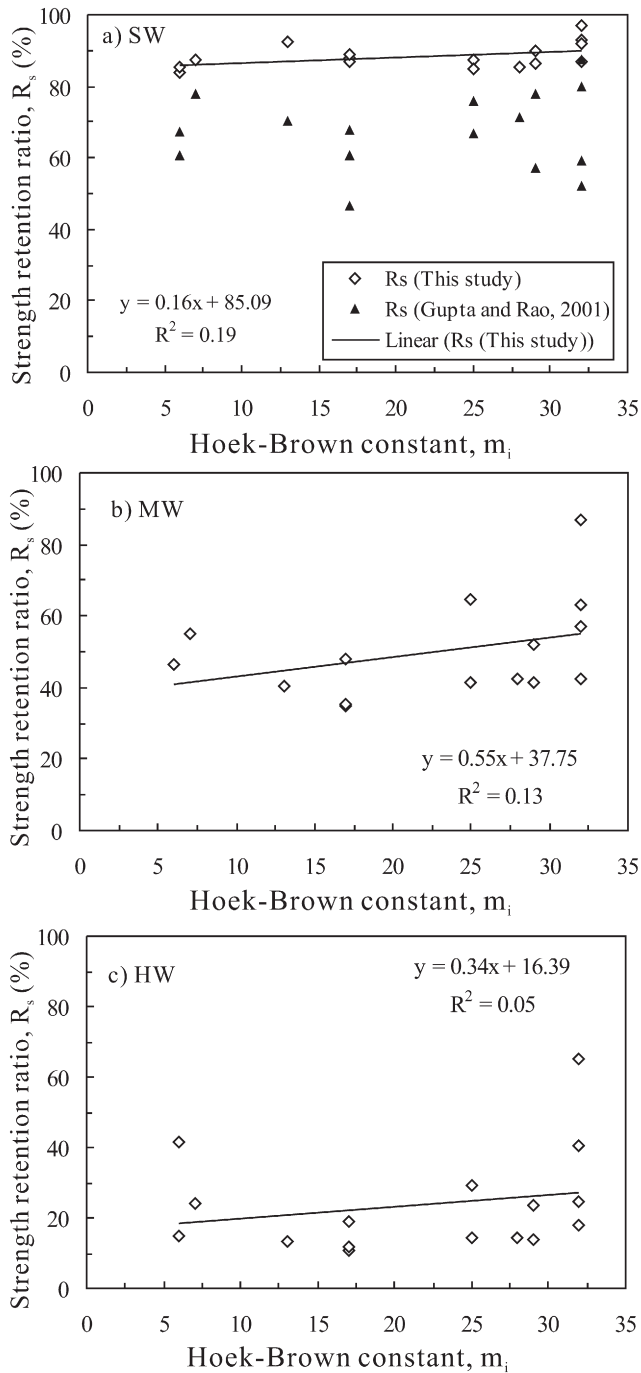 a) SW
Strength retention ratio, Rs (%)
100
80
60
40
20
0
y = 0.16x + 85.09
R² = 0.19
Rs (This study)
Rs (Gupta and Rao, 2001)
Linear (Rs (This study))
0 5 10 15 20 25 30 35
Hoek-Brown constant, mi
b) MW
Strength retention ratio, Rs (%)
100
80
60
40
20
0
y = 0.55x + 37.75
R² = 0.13
0 5 10 15 20 25 30 35
Hoek-Brown constant, mi
c) HW
Strength retention ratio, Rs (%)
100
80
60
40
20
0
y = 0.34x + 16.39
R² = 0.05
0 5 10 15 20 25 30 35
Hoek-Brown constant, mi